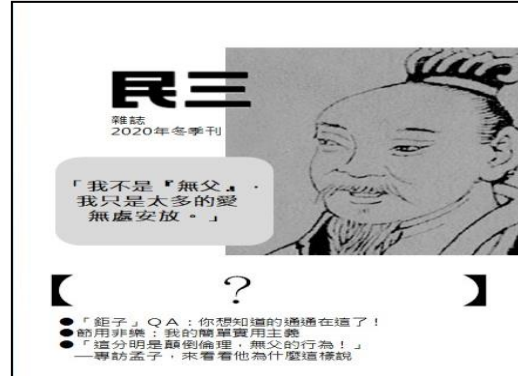 民三
雜誌
2020年冬季刊
「我不是『無父』，
我只是太多的愛
無處安放。」
【 ? 】
●「鉅子」QA：你想知道的通通在這了！
●節用非樂：我的簡單實用主義
●「這分明是顛倒倫理，無父的行為！」
—專訪孟子，來看看他為什麼這樣說